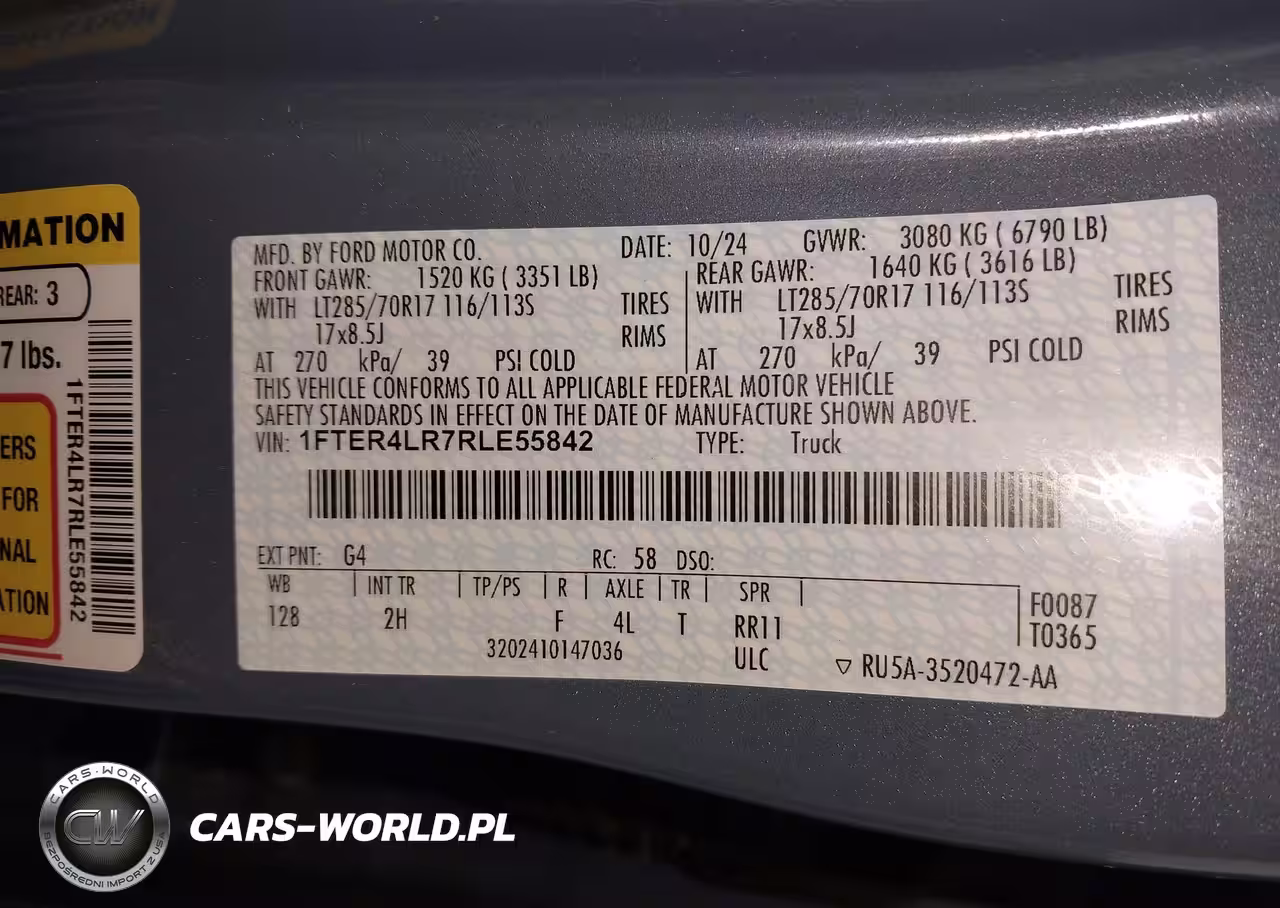 MATION
REAR: 3
7 lbs.
ERS
FOR
NAL
ATION
1FTER4LR7RLE55842
MFD. BY FORD MOTOR CO. DATE: 10/24 GVWR: 3080 KG ( 6790 LB)
FRONT GAWR: 1520 KG ( 3351 LB) REAR GAWR: 1640 KG ( 3616 LB)
WITH LT285/70R17 116/113S TIRES WITH LT285/70R17 116/113S TIRES
17x8.5J RIMS 17x8.5J RIMS
AT 270 kPa/ 39 PSI COLD AT 270 kPa/ 39 PSI COLD
THIS VEHICLE CONFORMS TO ALL APPLICABLE FEDERAL MOTOR VEHICLE
SAFETY STANDARDS IN EFFECT ON THE DATE OF MANUFACTURE SHOWN ABOVE.
VIN: 1FTER4LR7RLE55842 TYPE: Truck
EXT PNT: G4 RC: 58 DSO:
WB INT TR TP/PS R AXLE TR SPR
128 2H F 4L T RR11 F0087
T0365
3202410147036 ULC ▽ RU5A-3520472-AA
CARS-WORLD
CW
BEZPOŚREDNI IMPORT Z USA
CARS-WORLD.PL